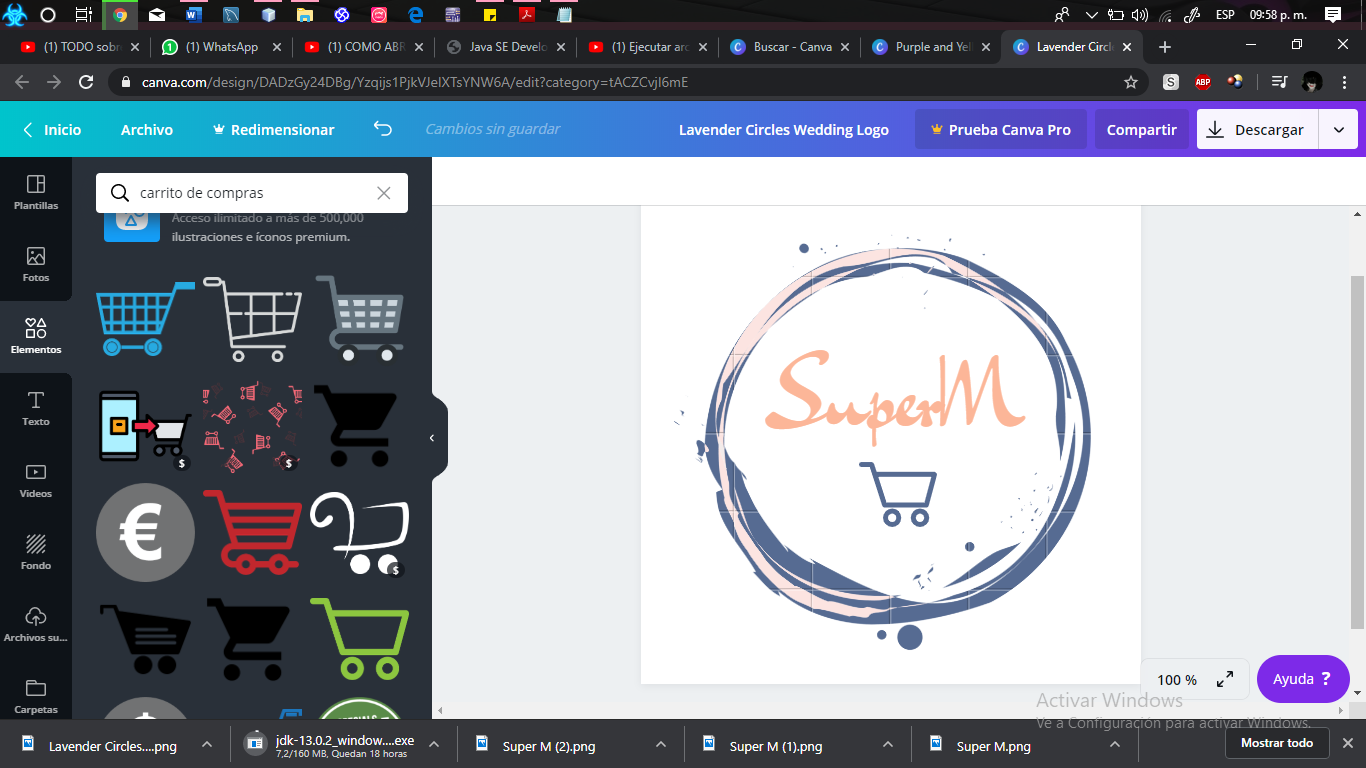 ESP 09:58 p. m.
(1) TODO sobr
(1) WhatsApp
(1) COMO ABR
Java SE Develo
(1) Ejecutar arc
Buscar - Canva
Purple and Yel
Lavender Circl
canva.com/design/DADzGy24DBg/Yzqijs1PjkVJeIXTsYNW6A/edit?category=tACZCvjI6mE
S
ABP
Inicio
Archivo
Redimensionar
Cambios sin guardar
Lavender Circles Wedding Logo
Prueba Canva Pro
Compartir
Descargar
Plantillas
Fotos
Elementos
Texto
Videos
Fondo
Archivos su...
Carpetas
carrito de compras
Acceso ilimitado a más de 500,000
ilustraciones e íconos premium.
$
$
€
$
SPECIALS
SuperM
100 %
Ayuda ?
Activar Windows
Ve a Configuración para activar Windows.
Lavender Circles....png
jdk-13.0.2_window....exe
7,2/160 MB, Quedan 18 horas
Super M (2).png
Super M (1).png
Super M.png
Mostrar todo